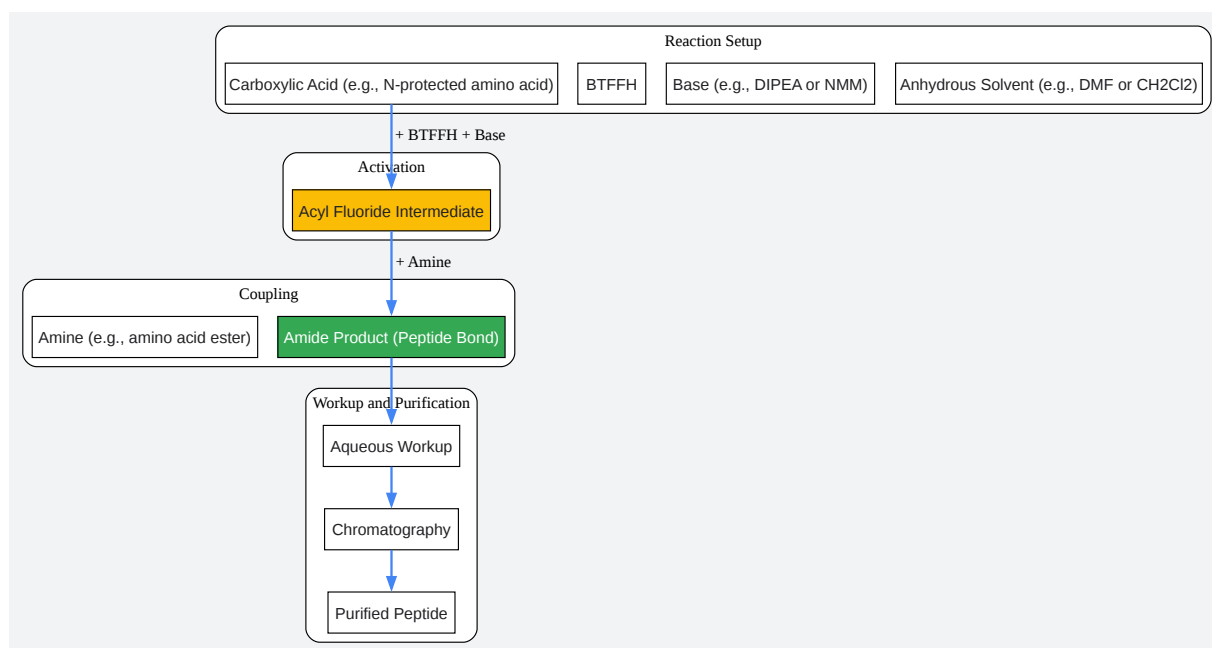 Reaction Setup
Carboxylic Acid (e.g., N-protected amino acid)
BTFFH
Base (e.g., DIPEA or NMM)
Anhydrous Solvent (e.g., DMF or CH2Cl2)
+ BTFFH + Base
Activation
Acyl Fluoride Intermediate
+ Amine
Coupling
Amine (e.g., amino acid ester)
Amide Product (Peptide Bond)
Workup and Purification
Aqueous Workup
Chromatography
Purified Peptide